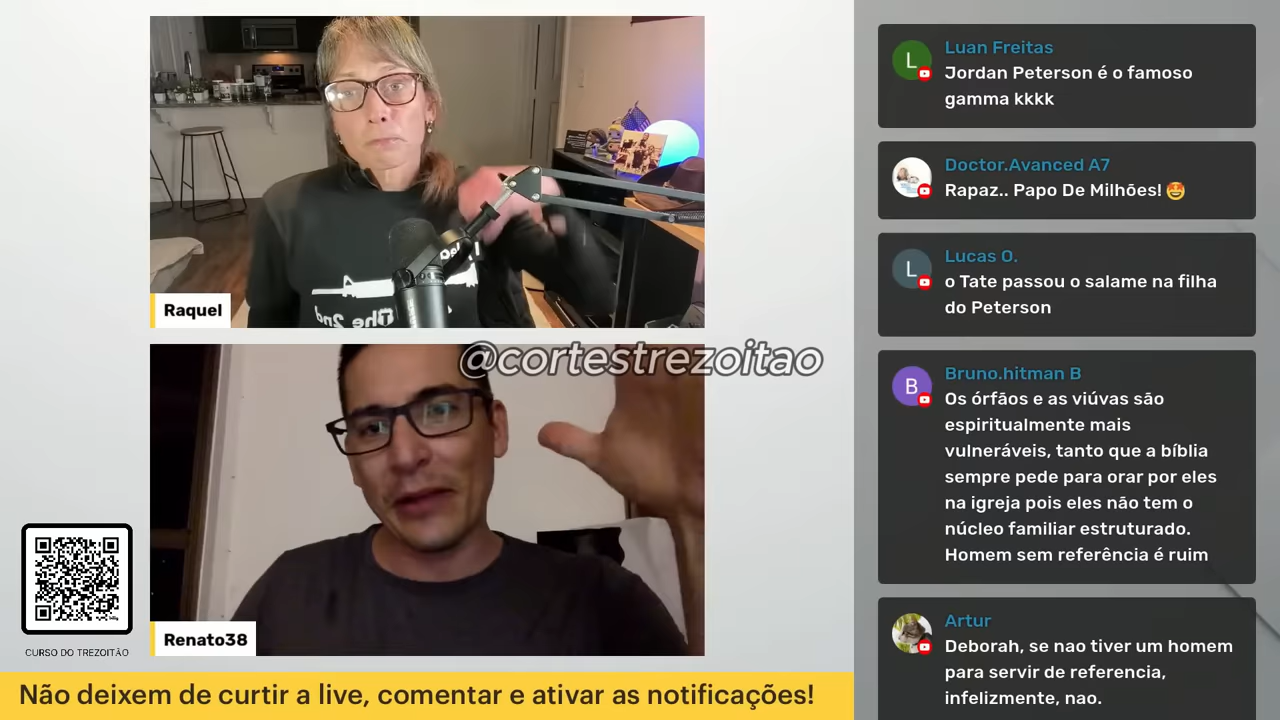 Raquel
@cortestrezoitao
Renato38
CURSO DO TREZOITÃO
Não deixem de curtir a live, comentar e ativar as notificações!
L
Luan Freitas
Jordan Peterson é o famoso
gamma kkkk
Doctor.Avanced A7
Rapaz.. Papo De Milhões! 🤩
L
Lucas O.
o Tate passou o salame na filha
do Peterson
B
Bruno.hitman B
Os órfãos e as viúvas são
espiritualmente mais
vulneráveis, tanto que a bíblia
sempre pede para orar por eles
na igreja pois eles não tem o
núcleo familiar estruturado.
Homem sem referência é ruim
Artur
Deborah, se nao tiver um homem
para servir de referencia,
infelizmente, nao.